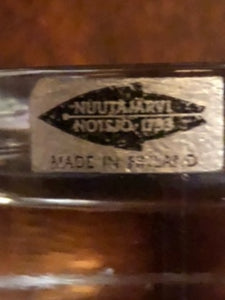 NUUTAJÄRVI
NOTSJÖ. 1793
MADE IN FINLAND